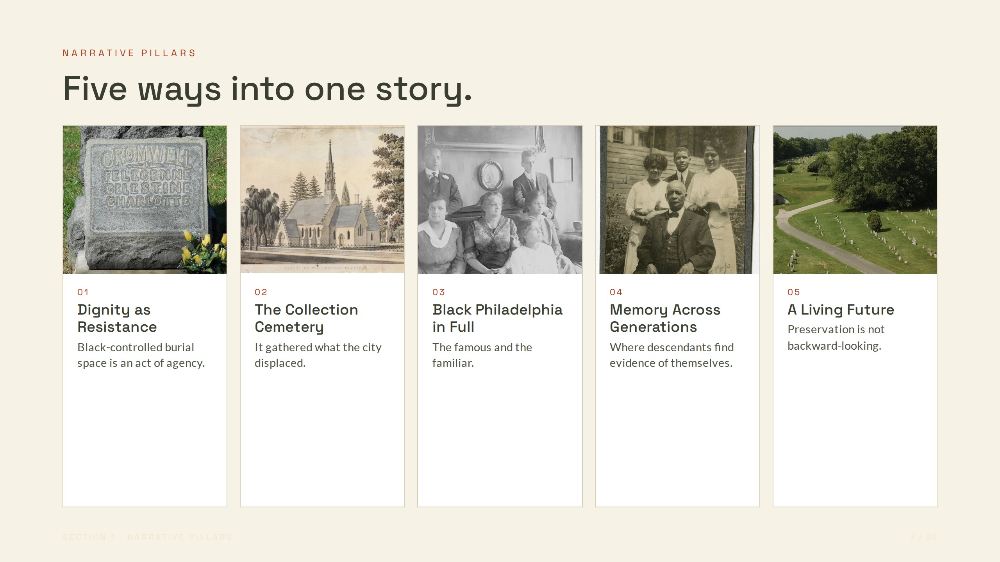 NARRATIVE PILLARS
Five ways into one story.
CROMWELL
FELECENNE
CELESTINE
CHARLOTTE
CHAPEL OF THE LEBANON CEMETERY
Pops
01
Dignity as
Resistance
Black-controlled burial
space is an act of agency.
02
The Collection
Cemetery
It gathered what the city
displaced.
03
Black Philadelphia
in Full
The famous and the
familiar.
04
Memory Across
Generations
Where descendants find
evidence of themselves.
05
A Living Future
Preservation is not
backward-looking.
SECTION 1 · NARRATIVE PILLARS
7 / 30